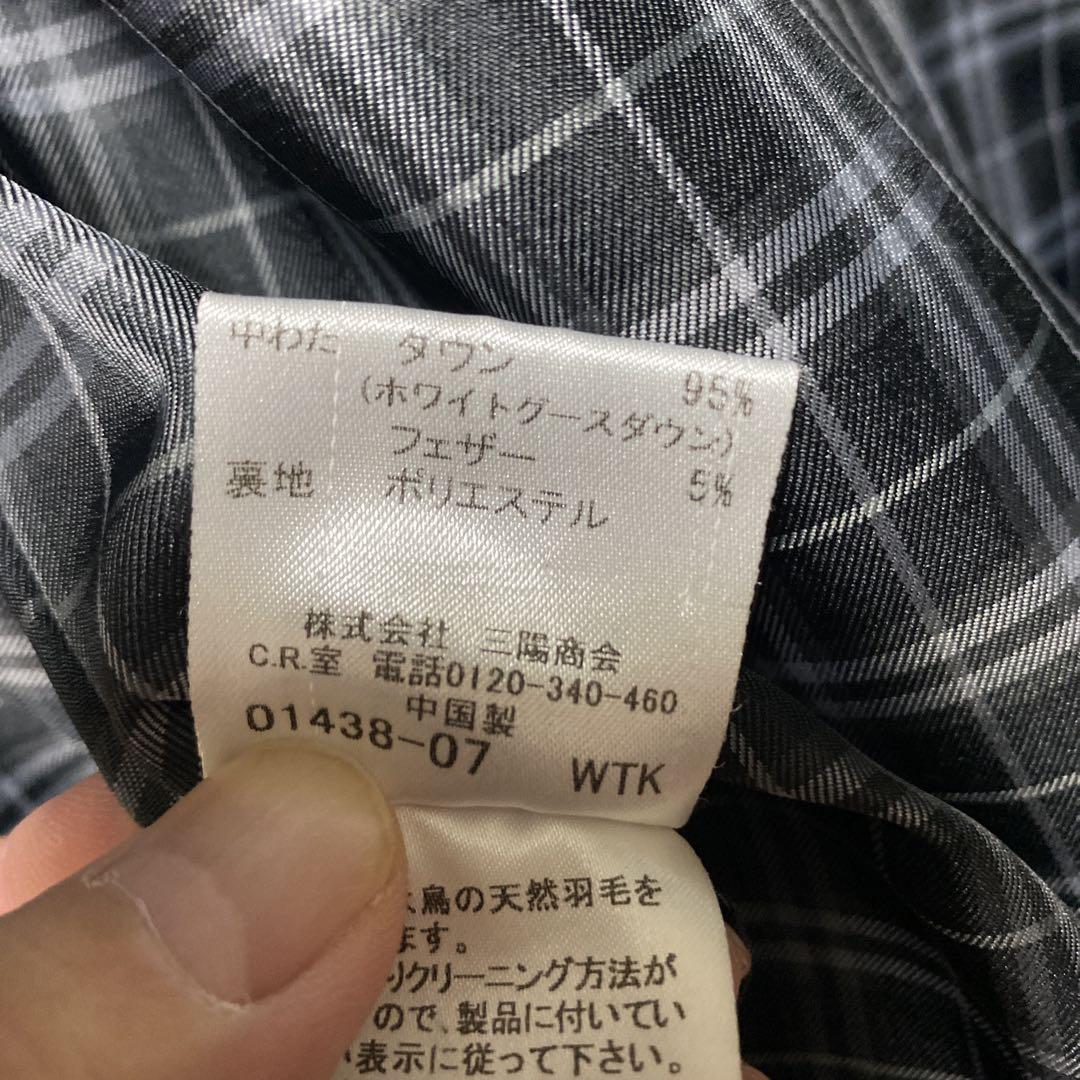 中わた ダウン 95%
(ホワイトグースダウン)
フェザー 5%
裏地 ポリエステル
株式会社 三陽商会
C.R.室 電話0120-340-460
中国製
01438-07 WTK
鳥の天然羽毛を
ます。
クリーニング方法が
ので、製品に付いてい
表示に従って下さい。